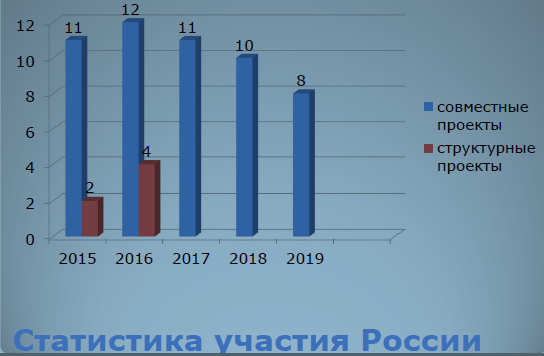 12
11
12
11
10
10
8
8
6
4
4
2
2
0
2015 2016 2017 2018 2019
совместные
проекты
структурные
проекты
Статистика участия России